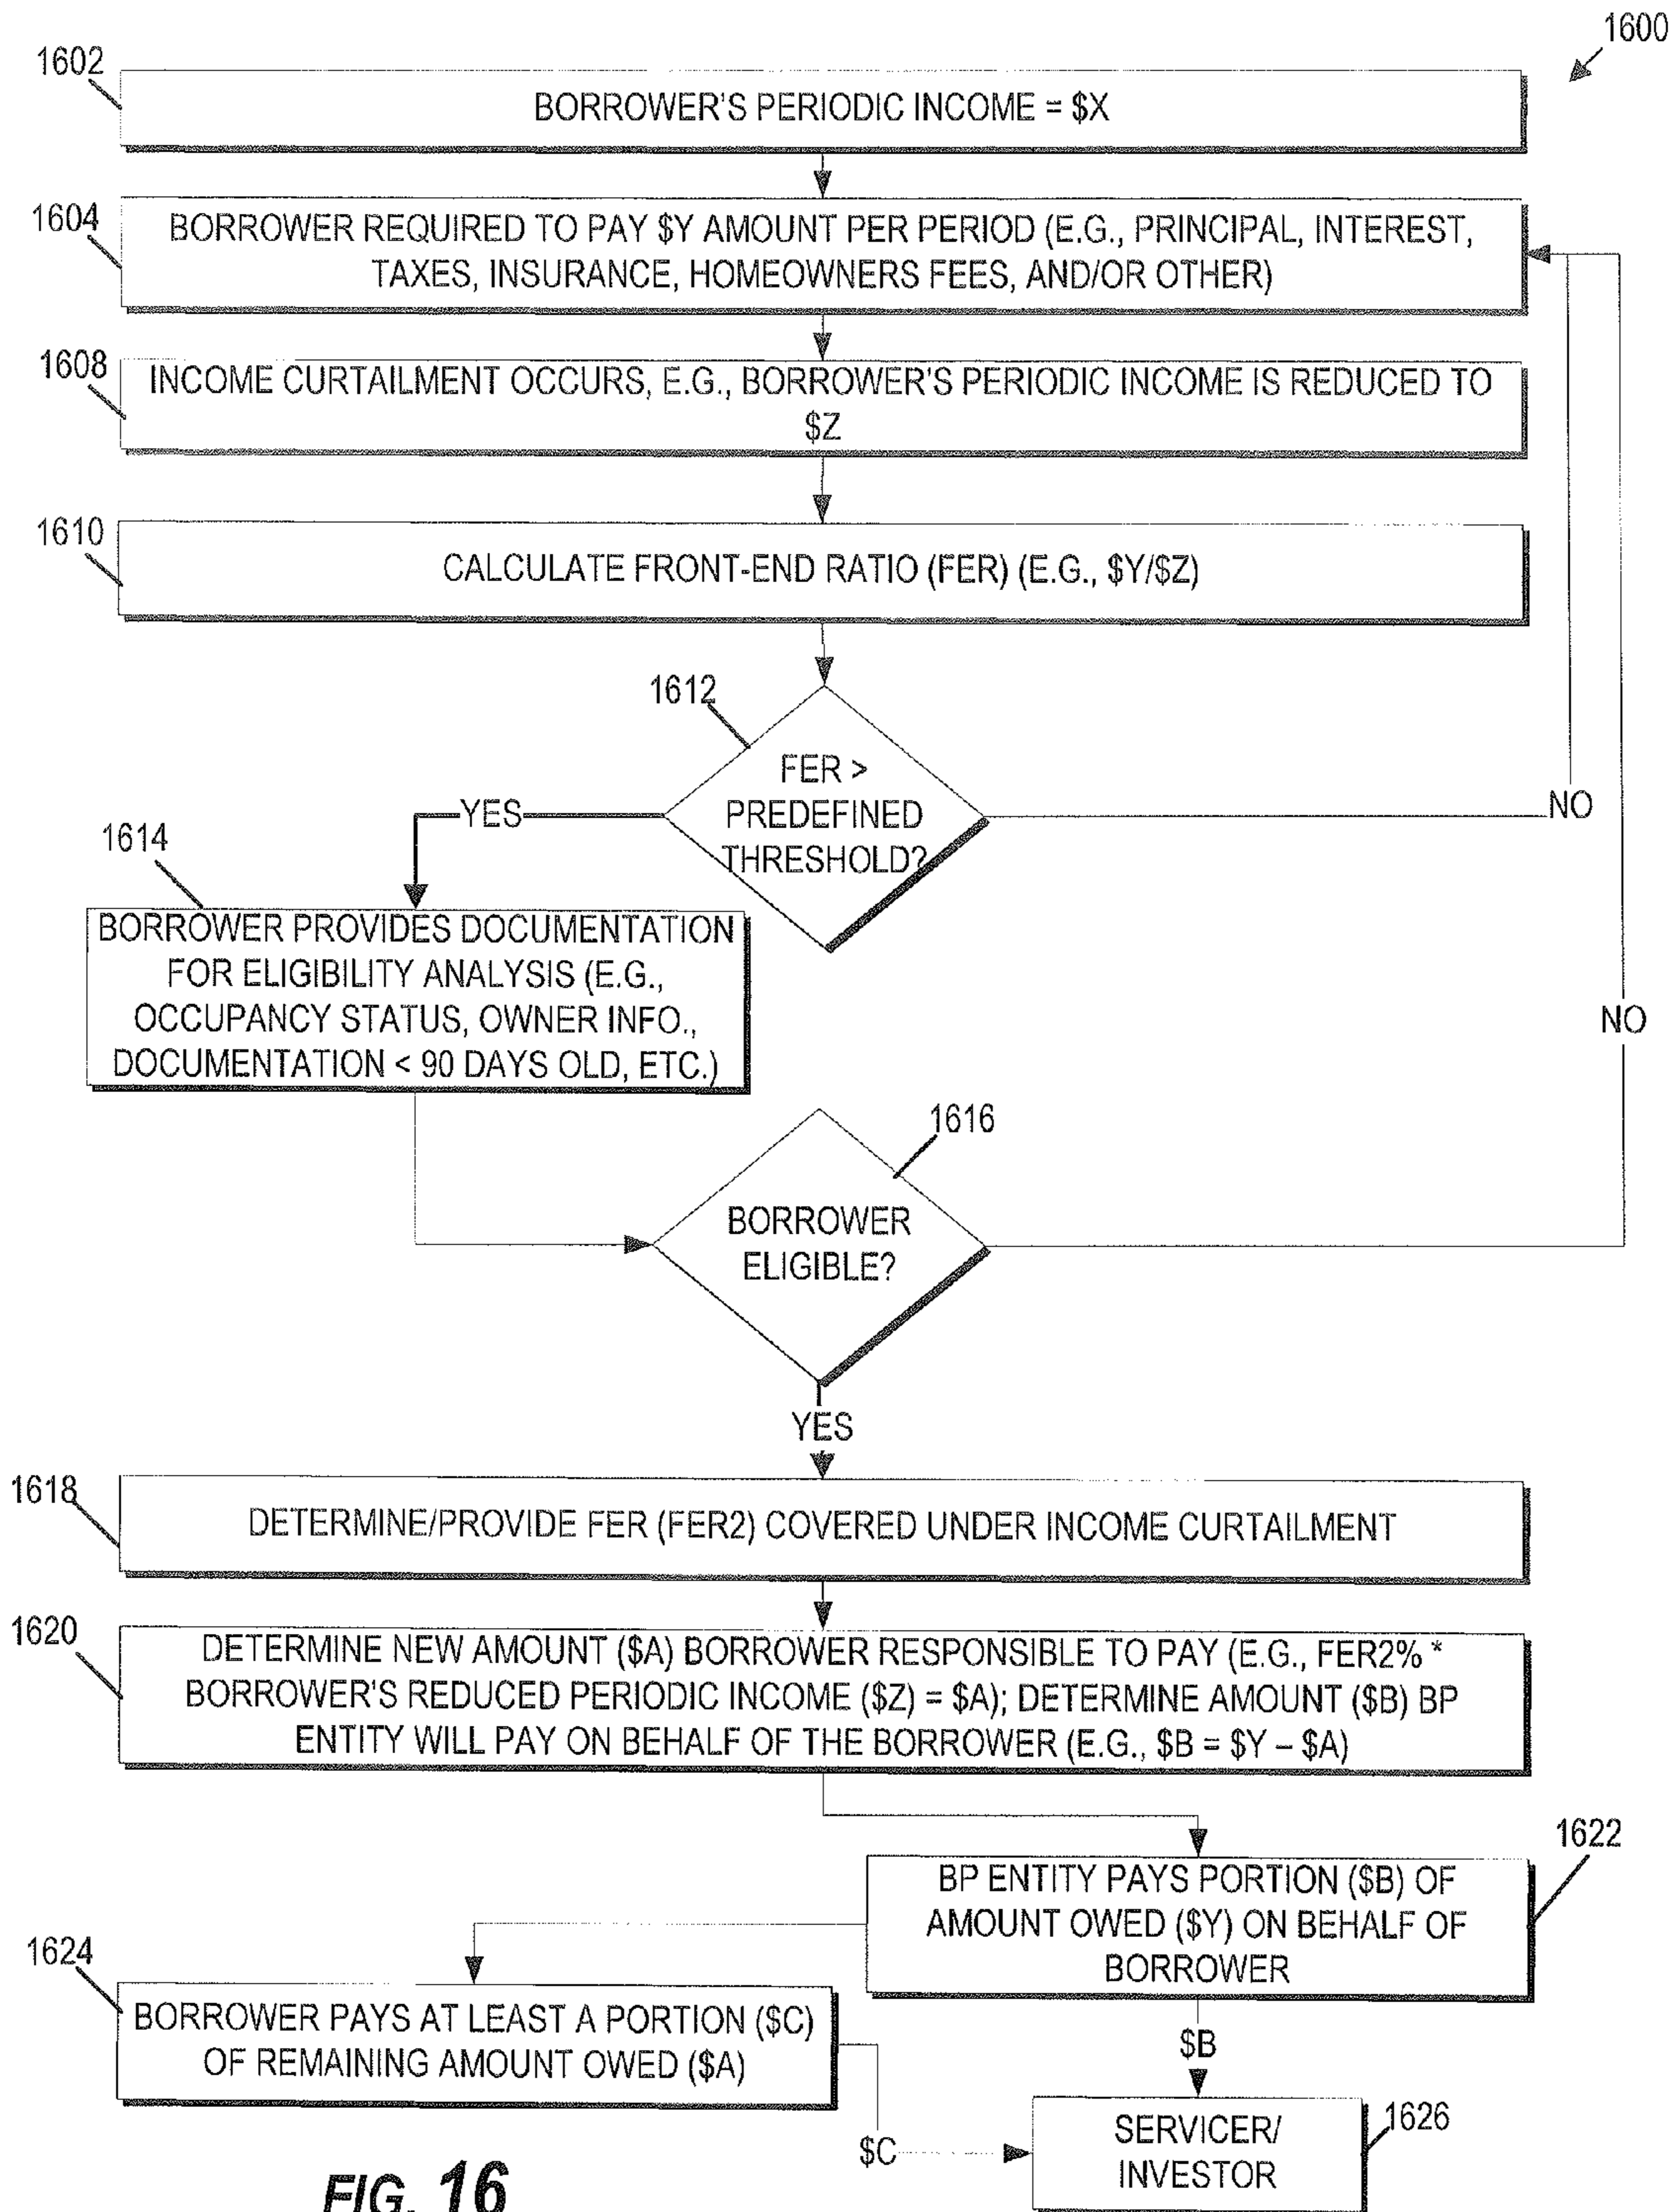 1600
1602
BORROWER'S PERIODIC INCOME = $X
1604
BORROWER REQUIRED TO PAY $Y AMOUNT PER PERIOD (E.G., PRINCIPAL, INTEREST,
TAXES, INSURANCE, HOMEOWNERS FEES, AND/OR OTHER)
1608
INCOME CURTAILMENT OCCURS, E.G., BORROWER'S PERIODIC INCOME IS REDUCED TO
$Z
1610
CALCULATE FRONT-END RATIO (FER) (E.G., $Y/$Z)
1612
FER >
PREDEFINED
THRESHOLD?
YES
NO
1614
BORROWER PROVIDES DOCUMENTATION
FOR ELIGIBILITY ANALYSIS (E.G.,
OCCUPANCY STATUS, OWNER INFO.,
DOCUMENTATION < 90 DAYS OLD, ETC.)
NO
1616
BORROWER
ELIGIBLE?
YES
1618
DETERMINE/PROVIDE FER (FER2) COVERED UNDER INCOME CURTAILMENT
1620
DETERMINE NEW AMOUNT ($A) BORROWER RESPONSIBLE TO PAY (E.G., FER2% *
BORROWER'S REDUCED PERIODIC INCOME ($Z) = $A); DETERMINE AMOUNT ($B) BP
ENTITY WILL PAY ON BEHALF OF THE BORROWER (E.G., $B = $Y – $A)
1622
BP ENTITY PAYS PORTION ($B) OF
AMOUNT OWED ($Y) ON BEHALF OF
BORROWER
1624
BORROWER PAYS AT LEAST A PORTION ($C)
OF REMAINING AMOUNT OWED ($A)
$B
$C
1626
SERVICER/
INVESTOR
FIG. 16